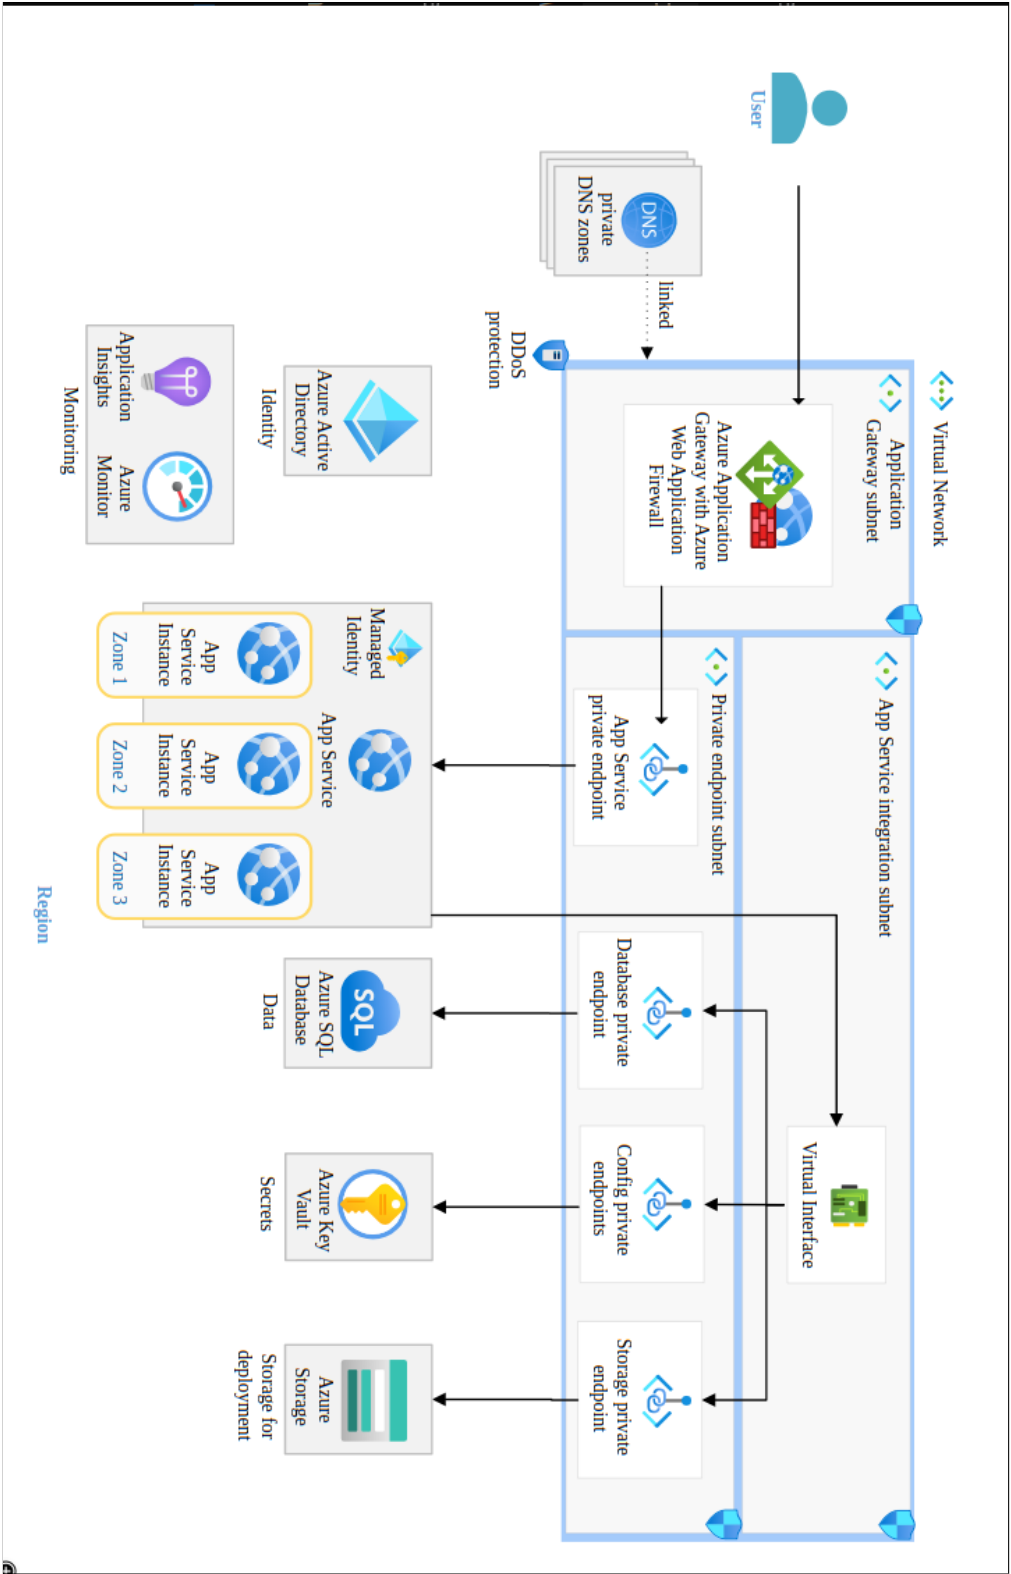 User
DNS
private
DNS zones
linked
DDoS
protection
Virtual Network
Application
Gateway subnet
Azure Application
Gateway with Azure
Web Application
Firewall
App Service integration subnet
Virtual Interface
Private endpoint subnet
App Service
private endpoint
Database private
endpoint
Config private
endpoints
Storage private
endpoint
Azure Active
Directory
Identity
Application
Insights
Azure
Monitor
Monitoring
Managed
Identity
App Service
App
Service
Instance
Zone 1
App
Service
Instance
Zone 2
App
Service
Instance
Zone 3
SQL
Azure SQL
Database
Data
Azure Key
Vault
Secrets
Azure
Storage
Storage for
deployment
Region